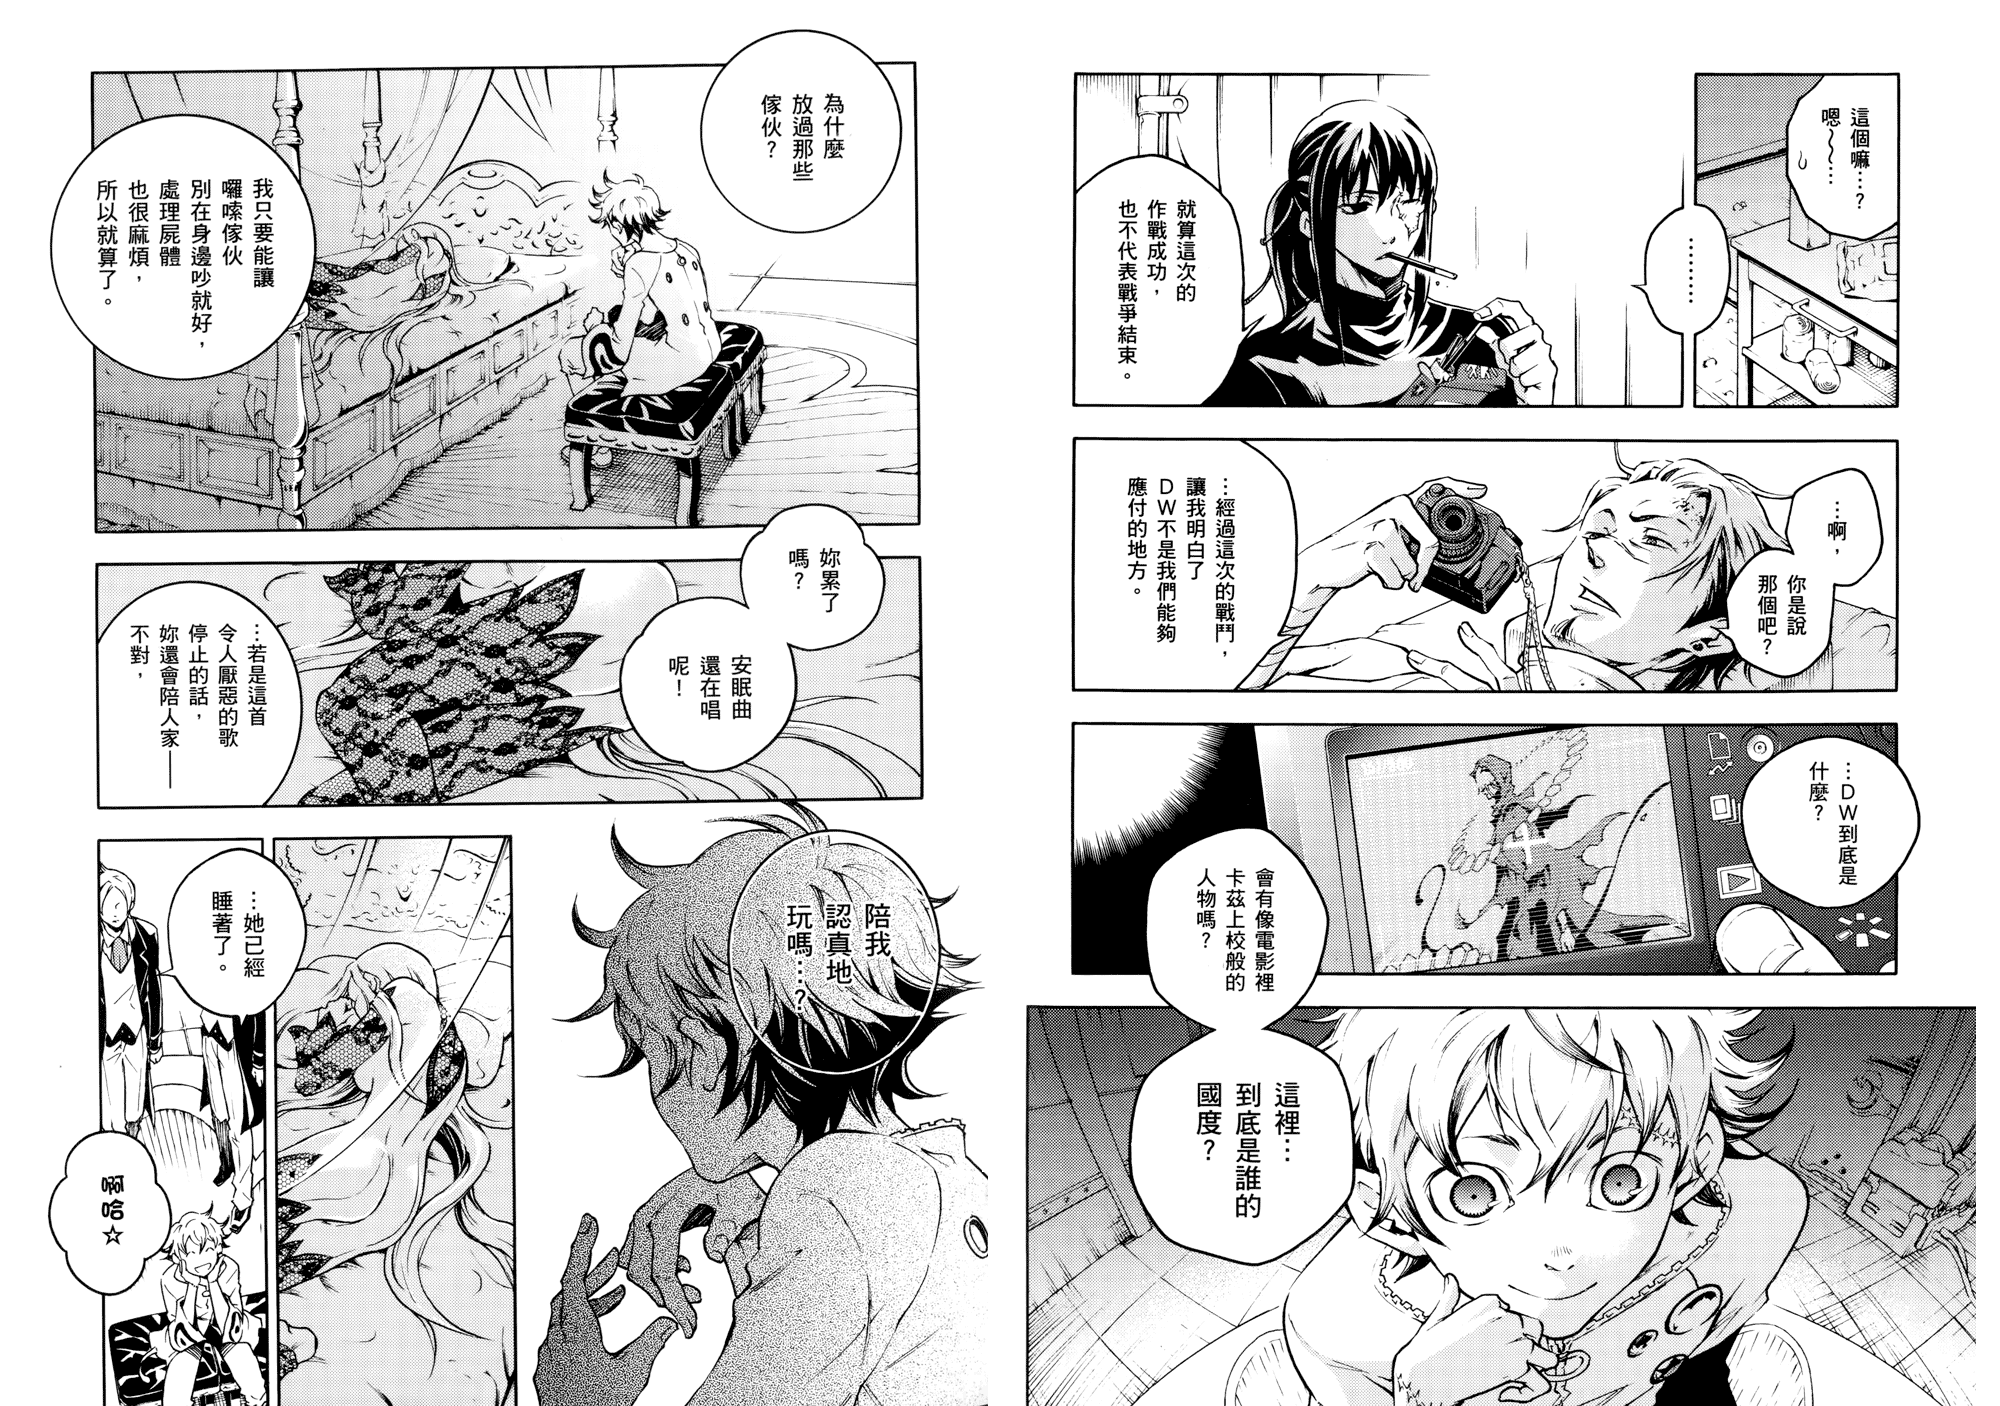 這個嘛…?
嗯～～…
………
就算這次的
作戰成功，
也不代表戰爭結束。
…啊，
你是說
那個吧？
…經過這次的戰鬥，
讓我明白了
ＤＷ不是我們能夠
應付的地方。
…ＤＷ到底是
什麼？
會有像電影裡
卡茲上校般的
人物嗎？
這裡…
到底是誰的
國度？
為什麼
放過那些
傢伙？
我只要能讓
囉嗦傢伙
別在身邊吵就好，
處理屍體
也很麻煩，
所以就算了。
妳累了
嗎？
安眠曲
還在唱
呢！
…若是這首
令人厭惡的歌
停止的話，
妳還會陪人家——
不對，
陪我
認真地
玩嗎…？
…她已經
睡著了。
啊哈☆